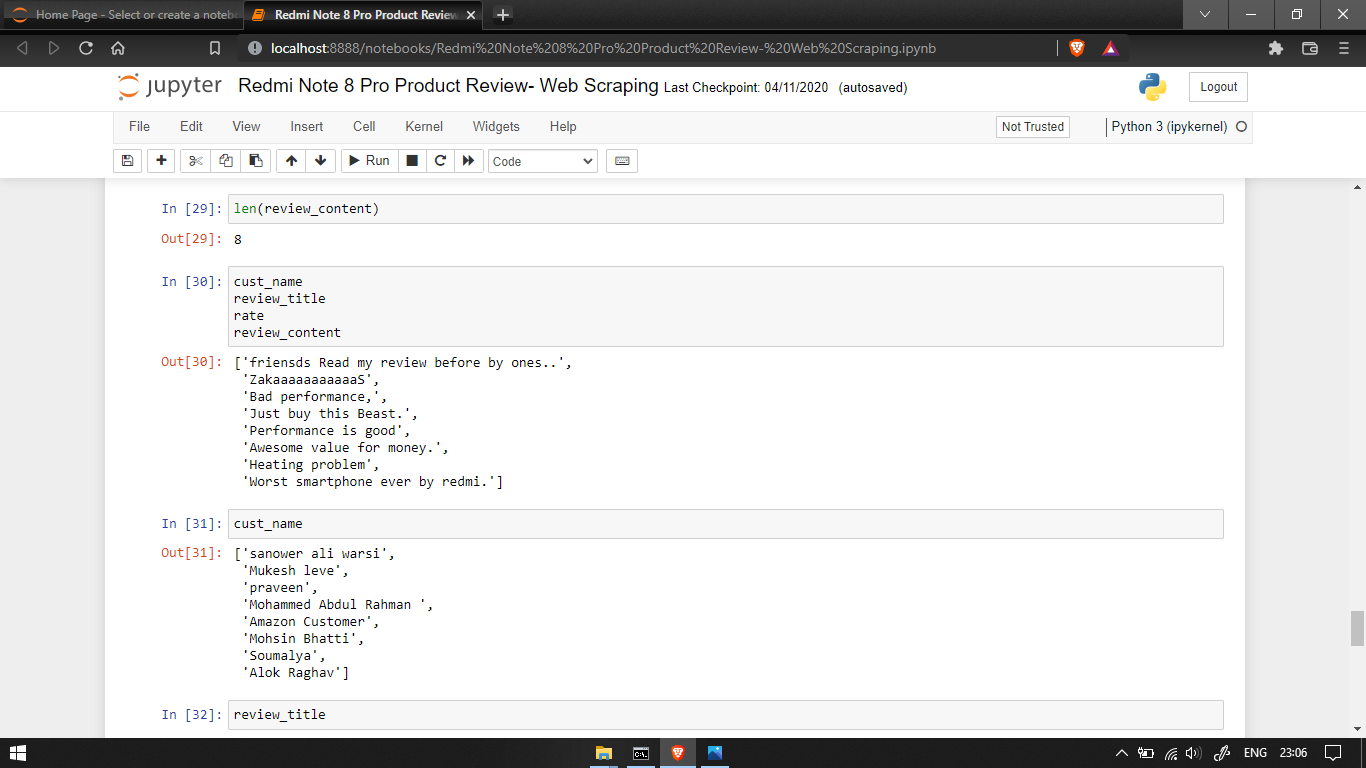 Home Page - Select or create a noteb
Redmi Note 8 Pro Product Review
localhost:8888/notebooks/Redmi%20Note%208%20Pro%20Product%20Review-%20Web%20Scraping.ipynb
jupyter Redmi Note 8 Pro Product Review- Web Scraping Last Checkpoint: 04/11/2020 (autosaved)
Logout
File Edit View Insert Cell Kernel Widgets Help
Not Trusted
Python 3 (ipykernel)
Run
Code
In [29]: len(review_content)
Out[29]: 8
In [30]: cust_name
review_title
rate
review_content
Out[30]: ['friensds Read my review before by ones..',
'ZakaaaaaaaaaaaS',
'Bad performance,',
'Just buy this Beast.',
'Performance is good',
'Awesome value for money.',
'Heating problem',
'Worst smartphone ever by redmi.']
In [31]: cust_name
Out[31]: ['sanower ali warsi',
'Mukesh leve',
'praveen',
'Mohammed Abdul Rahman ',
'Amazon Customer',
'Mohsin Bhatti',
'Soumalya',
'Alok Raghav']
In [32]: review_title
ENG 23:06